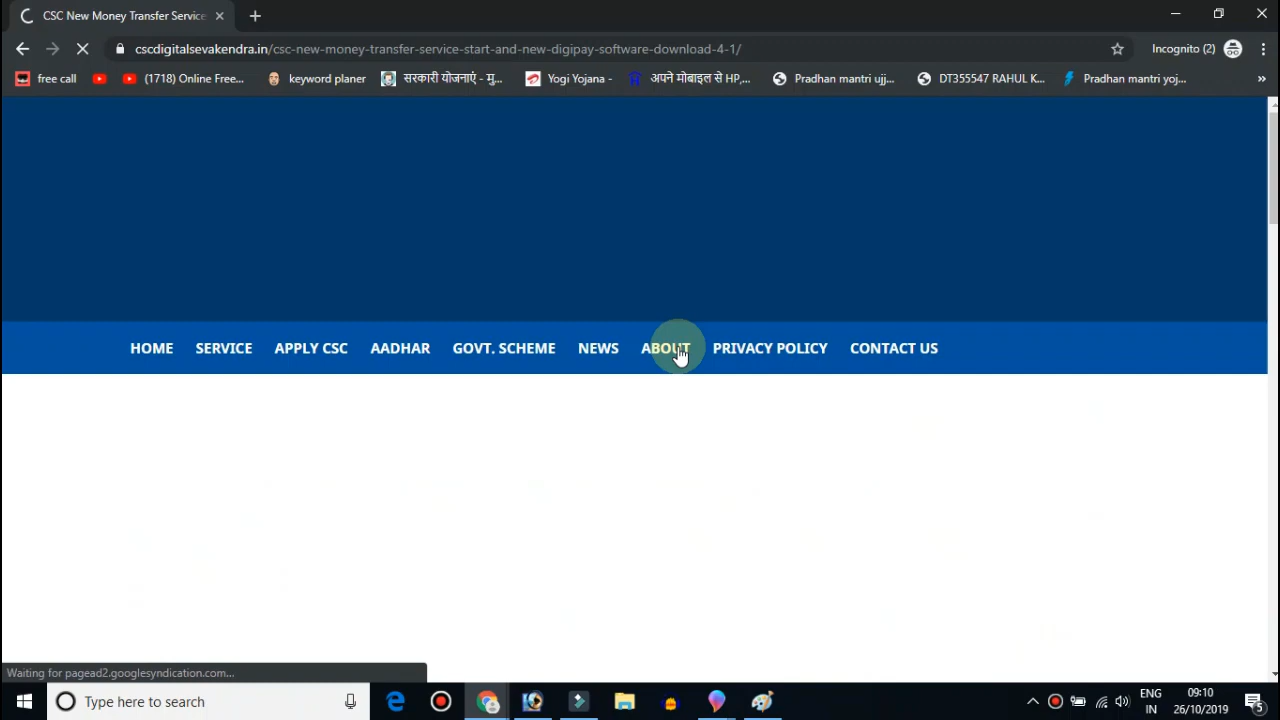 CSC New Money Transfer Service
cscdigitalsevakendra.in/csc-new-money-transfer-service-start-and-new-digipay-software-download-4-1/
Incognito (2)
free call
(1718) Online Free...
keyword planer
सरकारी योजनाएं - मु...
Yogi Yojana -
अपने मोबाइल से HP,...
Pradhan mantri ujj...
DT355547 RAHUL K...
Pradhan mantri yoj...
»
HOME SERVICE APPLY CSC AADHAR GOVT. SCHEME NEWS ABOUT PRIVACY POLICY CONTACT US
Waiting for pagead2.googlesyndication.com...
Type here to search
ENG
IN
09:10
26/10/2019
5